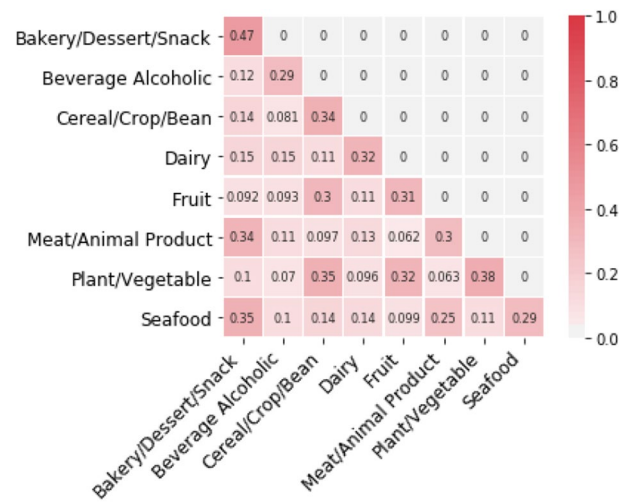 Bakery/Dessert/Snack 0.47 0 0 0 0 0 0 0
Beverage Alcoholic 0.12 0.29 0 0 0 0 0 0
Cereal/Crop/Bean 0.14 0.081 0.34 0 0 0 0 0
Dairy 0.15 0.15 0.11 0.32 0 0 0 0
Fruit 0.092 0.093 0.3 0.11 0.31 0 0 0
Meat/Animal Product 0.34 0.11 0.097 0.13 0.062 0.3 0 0
Plant/Vegetable 0.1 0.07 0.35 0.096 0.32 0.063 0.38 0
Seafood 0.35 0.1 0.14 0.14 0.099 0.25 0.11 0.29
Bakery/Dessert/Snack
Beverage Alcoholic
Cereal/Crop/Bean
Dairy
Fruit
Meat/Animal Product
Plant/Vegetable
Seafood
1.0
0.8
0.6
0.4
0.2
0.0